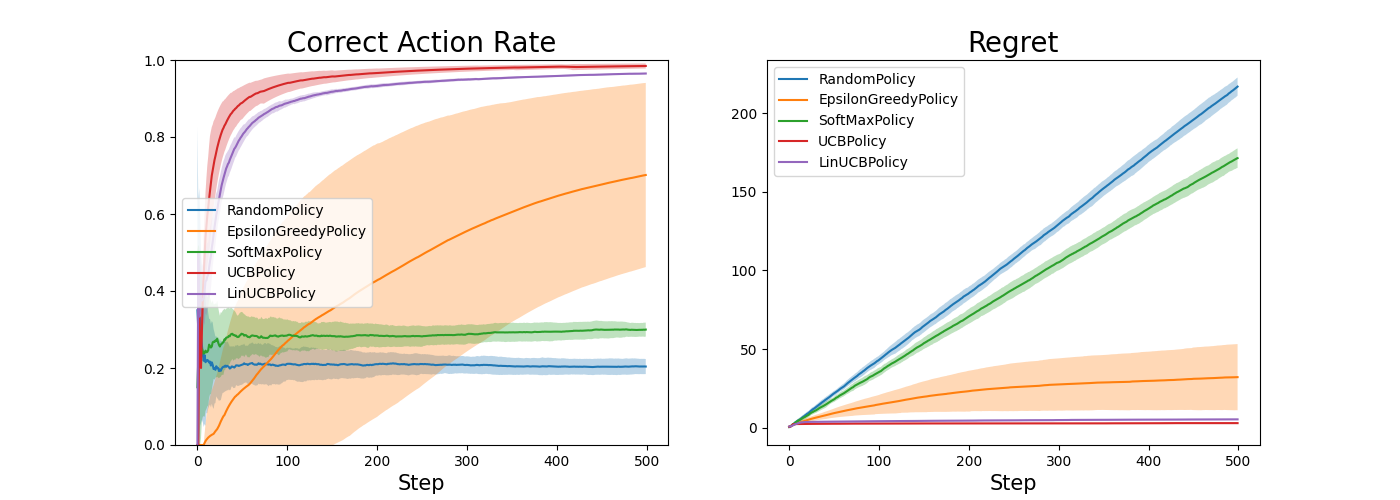 Correct Action Rate
1.0
0.8
0.6
0.4
0.2
0.0
RandomPolicy
EpsilonGreedyPolicy
SoftMaxPolicy
UCBPolicy
LinUCBPolicy
0 100 200 300 400 500
Step
Regret
200
150
100
50
0
RandomPolicy
EpsilonGreedyPolicy
SoftMaxPolicy
UCBPolicy
LinUCBPolicy
0 100 200 300 400 500
Step